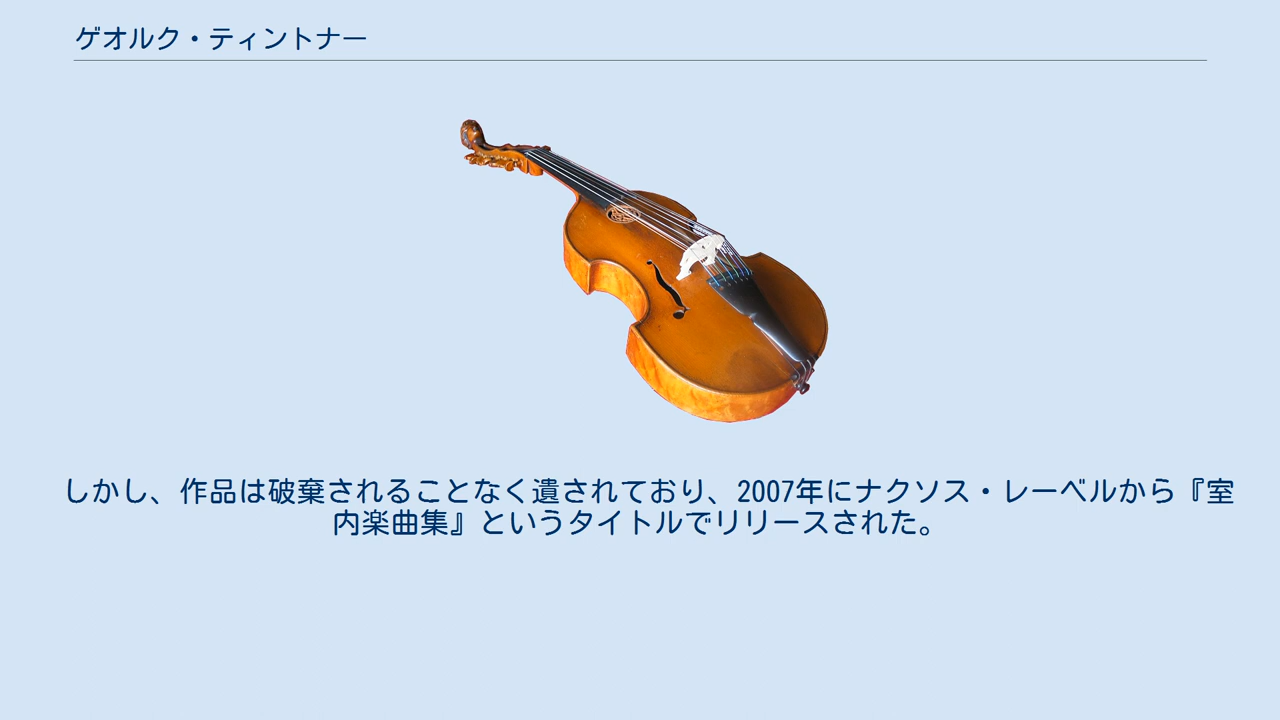 ゲオルク・ティントナー
しかし、作品は破棄されることなく遺されており、2007年にナクソス・レーベルから『室
内楽曲集』というタイトルでリリースされた。